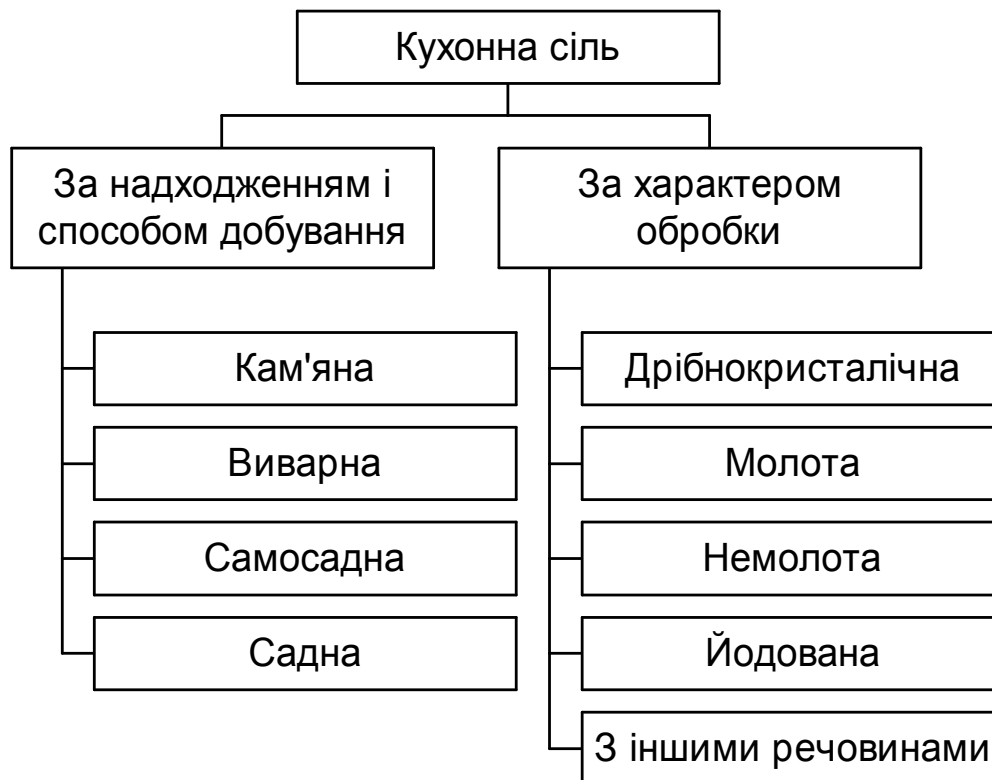 Кухонна сіль
За надходженням і
способом добування
За характером
обробки
Кам'яна
Виварна
Самосадна
Садна
Дрібнокристалічна
Молота
Немолота
Йодована
З іншими речовинами